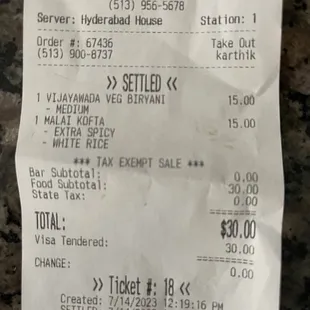 (513) 956-5678
Server: Hyderabad House Station: 1
Order #: 67436 Take Out
(513) 900-8737 karthik
>> SETTLED <<
1 VIJAYAWADA VEG BIRYANI 15.00
- MEDIUM
1 MALAI KOFTA 15.00
- EXTRA SPICY
- WHITE RICE
*** TAX EXEMPT SALE ***
Bar Subtotal: 0.00
Food Subtotal: 30.00
State Tax: 0.00
TOTAL: $30.00
Visa Tendered: 30.00
CHANGE: 0.00
>> Ticket #: 18 <<
Created: 7/14/2023 12:19:16 PM
SETTLED: